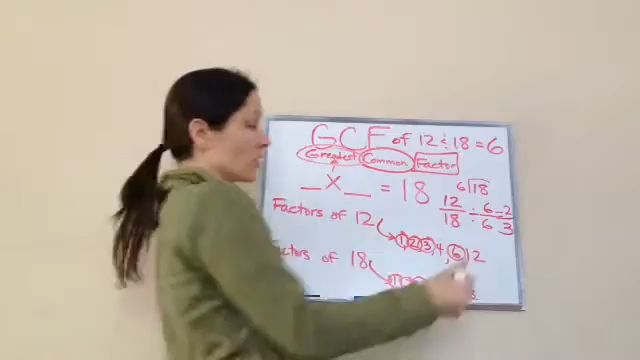 GCF of 12 & 18 = 6
Greatest Common Factor
_ X _ = 18
6 18
12/18 ÷ 6/6 = 2/3
Factors of 12
1, 2, 3, 4, 6, 12
Factors of 18